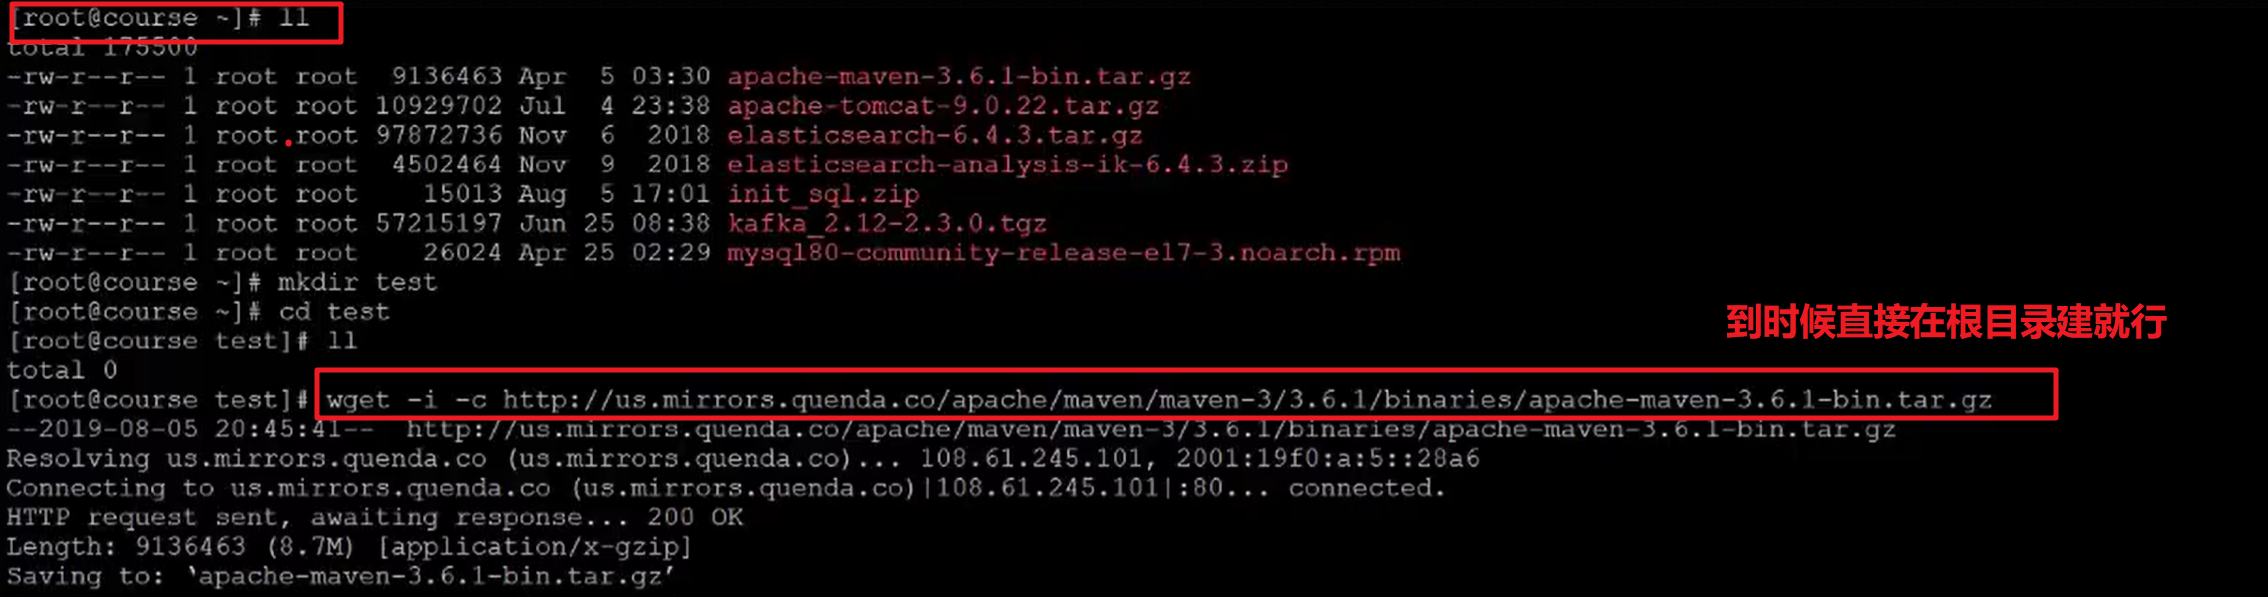 [root@course ~]# ll
total 175500
-rw-r--r-- 1 root root  9136463 Apr  5 03:30 apache-maven-3.6.1-bin.tar.gz
-rw-r--r-- 1 root root 10929702 Jul  4 23:38 apache-tomcat-9.0.22.tar.gz
-rw-r--r-- 1 root root 97872736 Nov  6  2018 elasticsearch-6.4.3.tar.gz
-rw-r--r-- 1 root root  4502464 Nov  9  2018 elasticsearch-analysis-ik-6.4.3.zip
-rw-r--r-- 1 root root    15013 Aug  5 17:01 init_sql.zip
-rw-r--r-- 1 root root 57215197 Jun 25 08:38 kafka_2.12-2.3.0.tgz
-rw-r--r-- 1 root root    26024 Apr 25 02:29 mysql80-community-release-el7-3.noarch.rpm
[root@course ~]# mkdir test
[root@course ~]# cd test
到时候直接在根目录建就行
[root@course test]# ll
total 0
[root@course test]# wget -i -c http://us.mirrors.quenda.co/apache/maven/maven-3/3.6.1/binaries/apache-maven-3.6.1-bin.tar.gz
--2019-08-05 20:45:41--  http://us.mirrors.quenda.co/apache/maven/maven-3/3.6.1/binaries/apache-maven-3.6.1-bin.tar.gz
Resolving us.mirrors.quenda.co (us.mirrors.quenda.co)... 108.61.245.101, 2001:19f0:a:5::28a6
Connecting to us.mirrors.quenda.co (us.mirrors.quenda.co)|108.61.245.101|:80... connected.
HTTP request sent, awaiting response... 200 OK
Length: 9136463 (8.7M) [application/x-gzip]
Saving to: ‘apache-maven-3.6.1-bin.tar.gz’